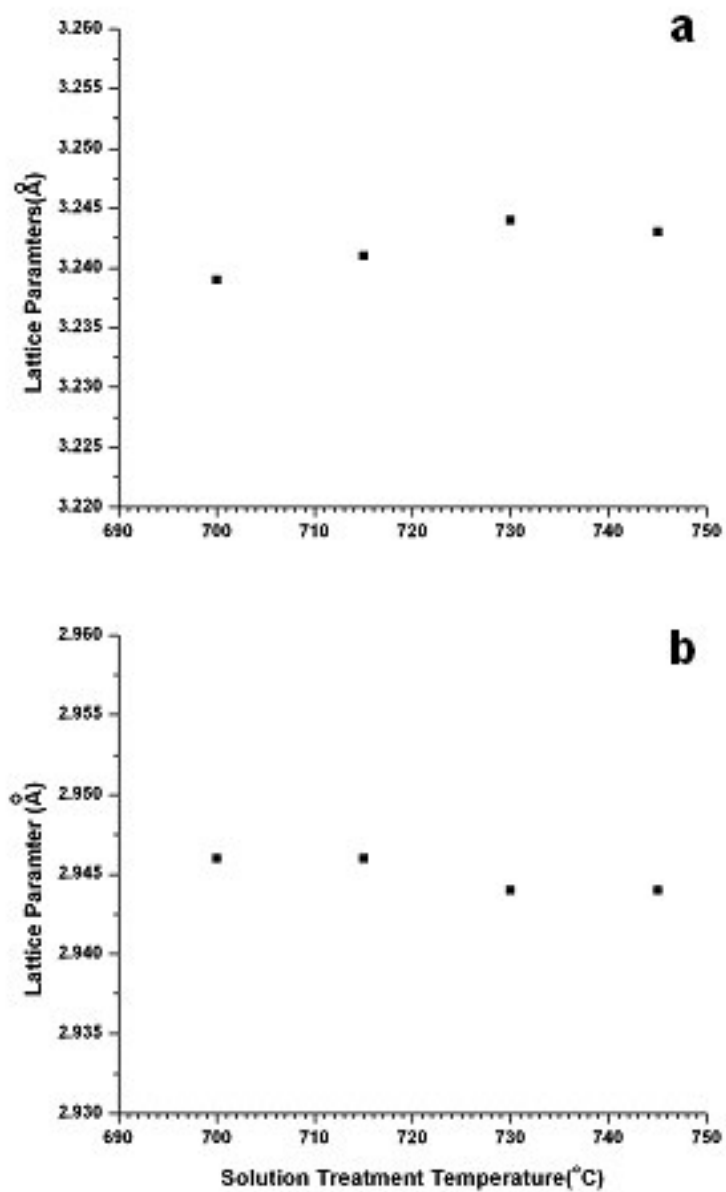 a
3.260
3.255
3.250
3.245
3.240
3.235
3.230
3.225
3.220
Lattice Paramters(Å)
690 700 710 720 730 740 750
b
2.960
2.955
2.950
2.945
2.940
2.935
2.930
Lattice Paramter (Å)
690 700 710 720 730 740 750
Solution Treatment Temperature(°C)